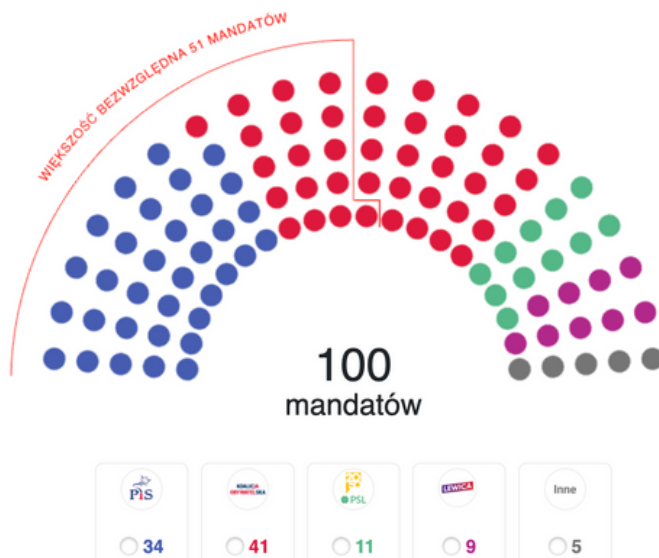 WIĘKSZOŚĆ BEZWZGLĘDNA 51 MANDATÓW
100
mandatów
PiS
KOALICJA
OBYWATELSKA
PSL
LEWICA
Inne
34
41
11
9
5